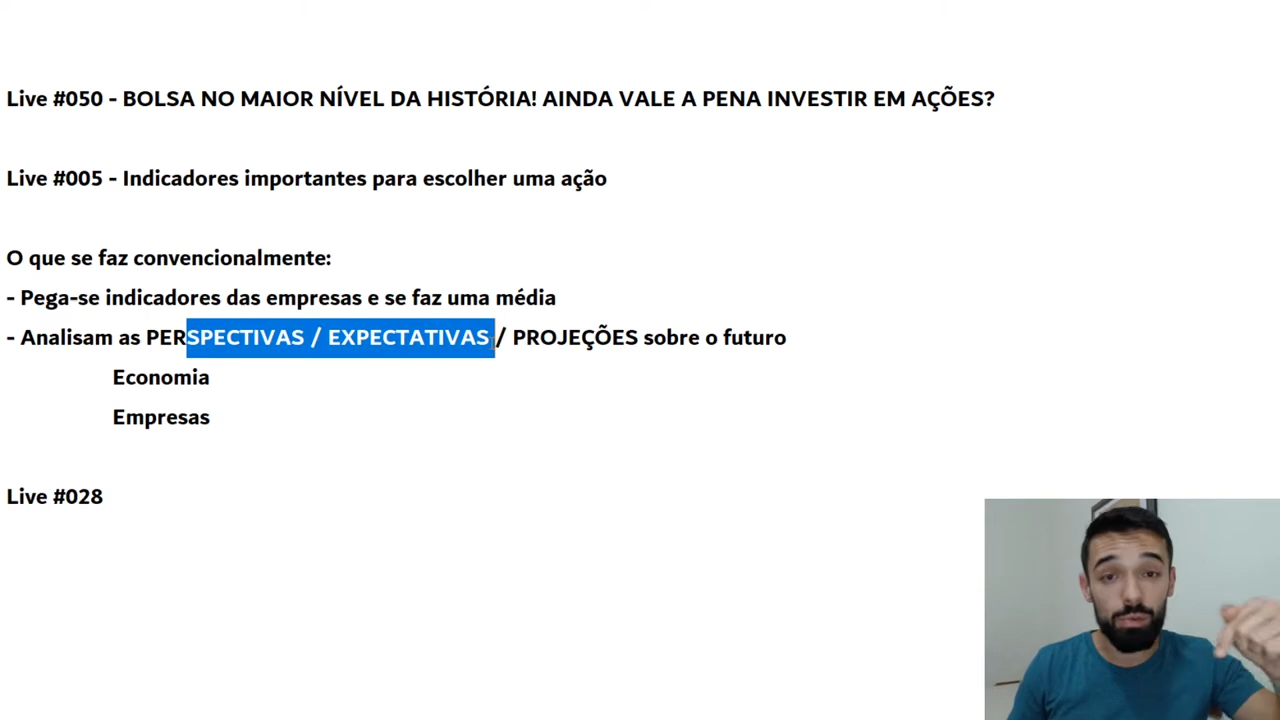 Live #050 - BOLSA NO MAIOR NÍVEL DA HISTÓRIA! AINDA VALE A PENA INVESTIR EM AÇÕES?
Live #005 - Indicadores importantes para escolher uma ação
O que se faz convencionalmente:
- Pega-se indicadores das empresas e se faz uma média
- Analisam as PERSPECTIVAS / EXPECTATIVAS / PROJEÇÕES sobre o futuro
Economia
Empresas
Live #028